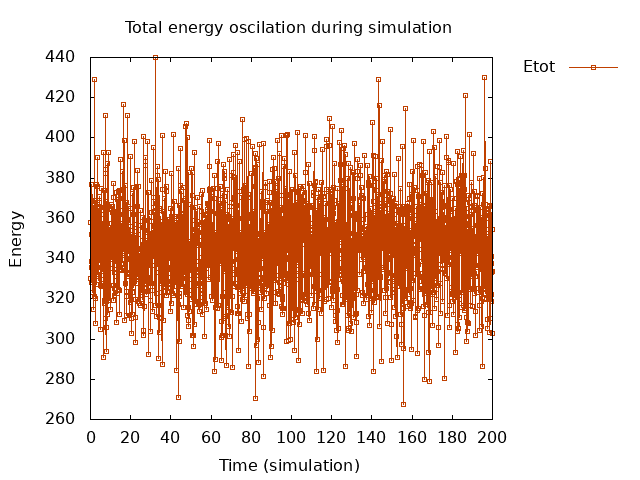 Total energy oscilation during simulation
Etot
Energy
440
420
400
380
360
340
320
300
280
260
0 20 40 60 80 100 120 140 160 180 200
Time (simulation)